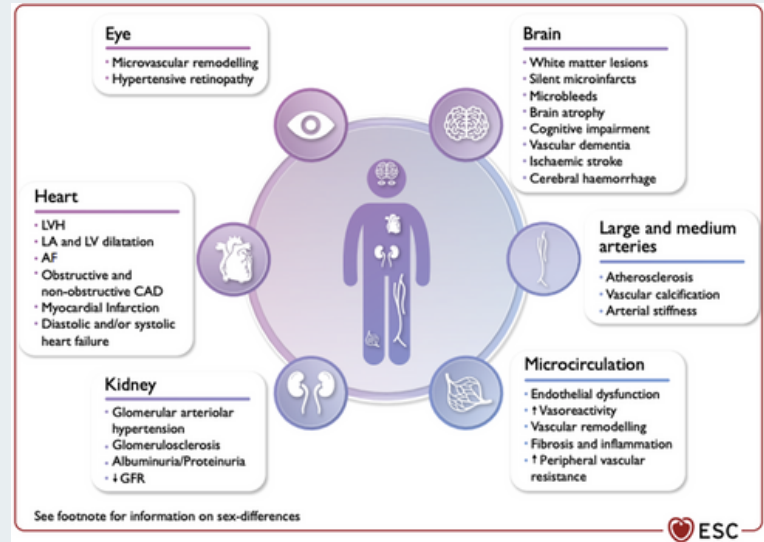 Eye
• Microvascular remodelling
• Hypertensive retinopathy
Brain
• White matter lesions
• Silent microinfarcts
• Microbleeds
• Brain atrophy
• Cognitive impairment
• Vascular dementia
• Ischaemic stroke
• Cerebral haemorrhage
Heart
• LVH
• LA and LV dilatation
• AF
• Obstructive and
non-obstructive CAD
• Myocardial Infarction
• Diastolic and/or systolic
heart failure
Large and medium
arteries
• Atherosclerosis
• Vascular calcification
• Arterial stiffness
Kidney
• Glomerular arteriolar
hypertension
• Glomerulosclerosis
• Albuminuria/Proteinuria
• ↓GFR
Microcirculation
• Endothelial dysfunction
• ↑Vasoreactivity
• Vascular remodelling
• Fibrosis and inflammation
• ↑Peripheral vascular
resistance
See footnote for information on sex-differences
ESC